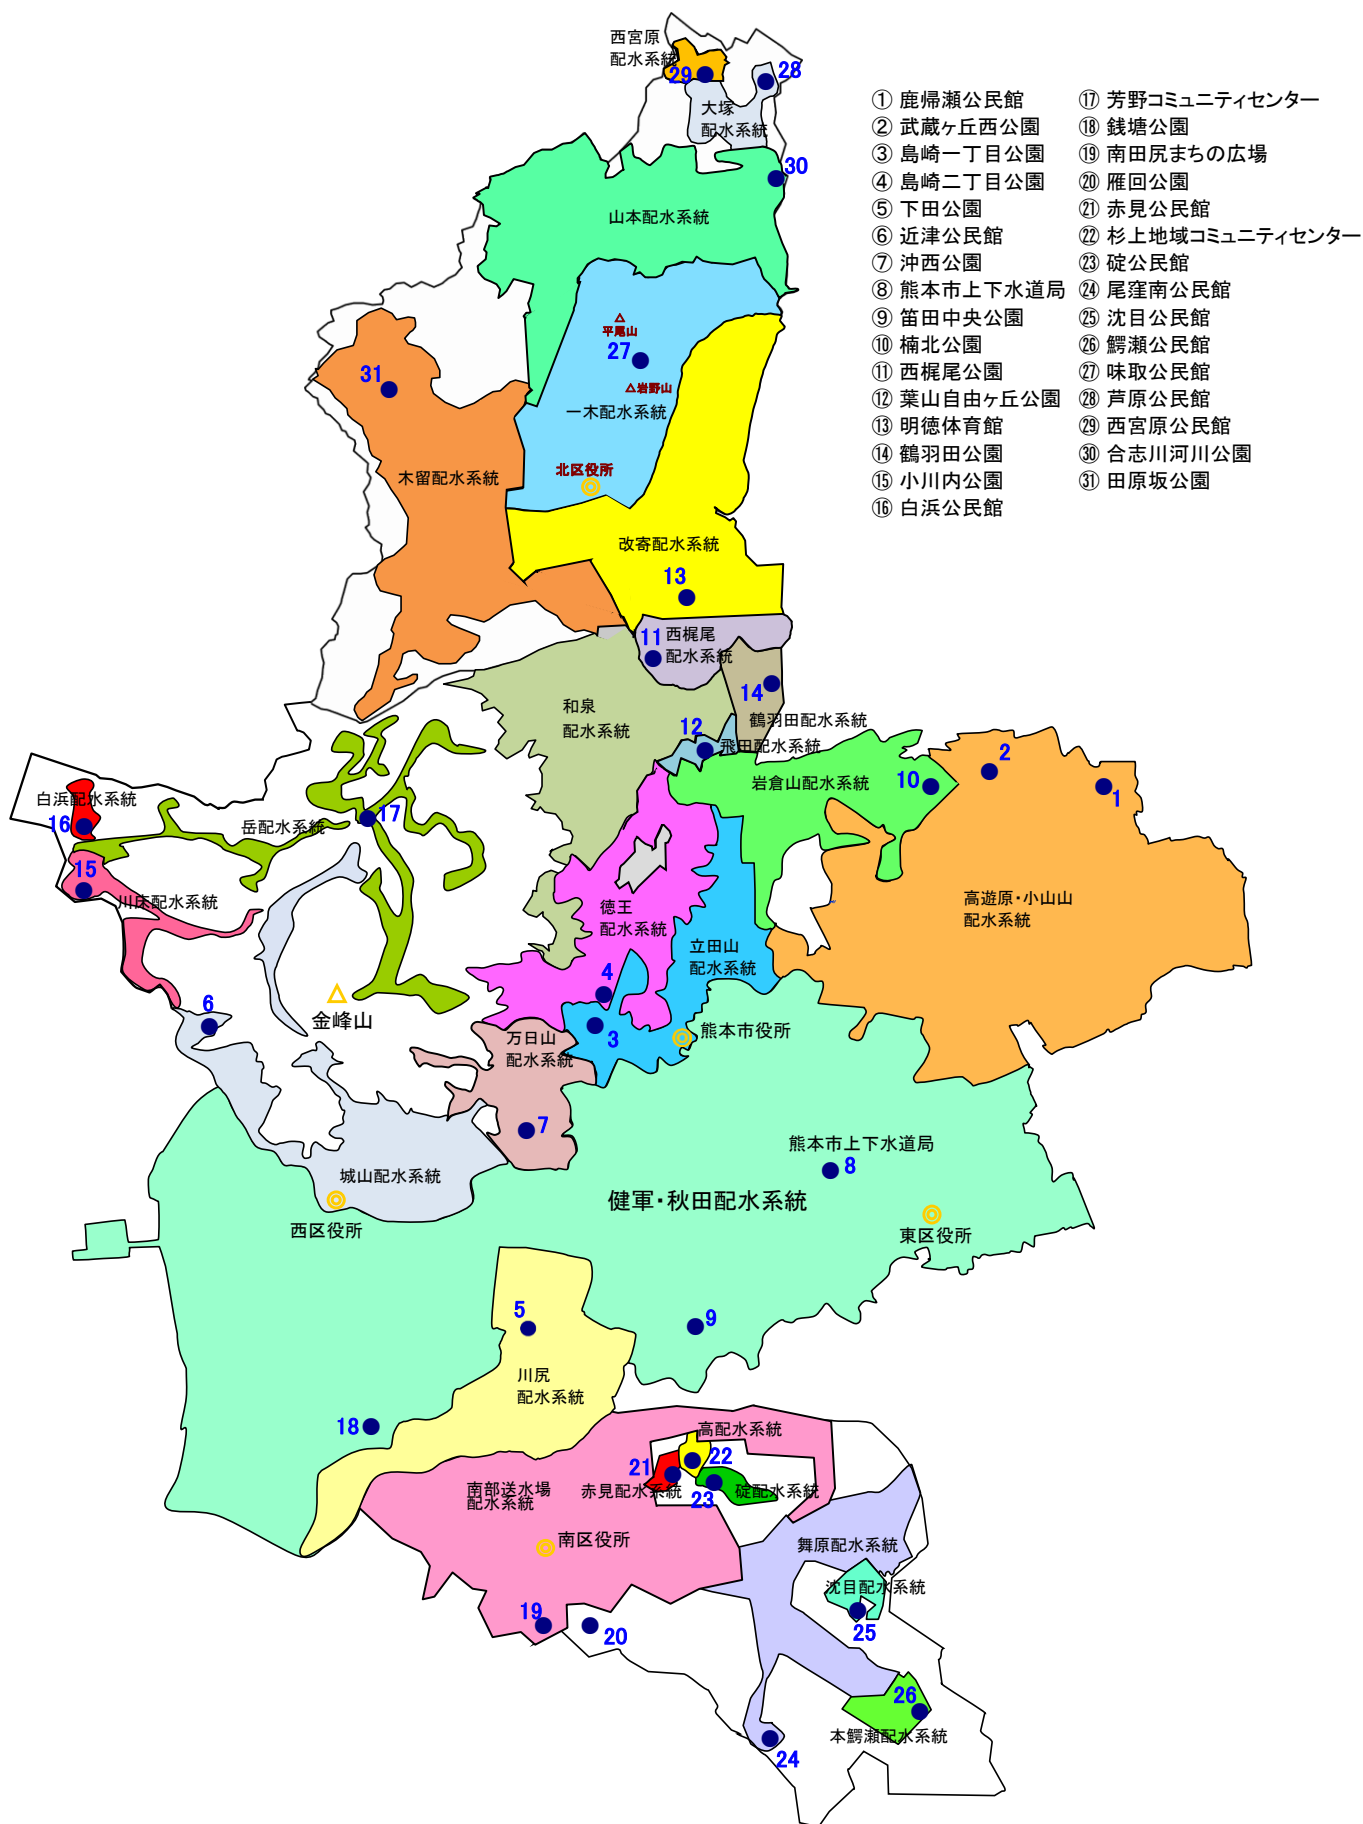 西宮原
配水系統
29
28
大塚
配水系統
30
山本配水系統
平尾山
27
岩野山
一木配水系統
31
木留配水系統
北区役所
改寄配水系統
13
11
西梶尾
配水系統
14
和泉
配水系統
鶴羽田配水系統
12
飛田配水系統
岩倉山配水系統
10
2
1
白浜配水系統
16
岳配水系統
17
15
川床配水系統
高遊原・小山山
配水系統
徳王
配水系統
立田山
配水系統
4
6
金峰山
3
万日山
配水系統
熊本市役所
7
熊本市上下水道局
8
城山配水系統
健軍・秋田配水系統
西区役所
東区役所
5
9
川尻
配水系統
18
高配水系統
21
22
赤見配水系統
23
碇配水系統
南部送水場
配水系統
南区役所
舞原配水系統
沈目配水系統
19
20
25
26
本鰐瀬配水系統
24
① 鹿帰瀬公民館
② 武蔵ヶ丘西公園
③ 島崎一丁目公園
④ 島崎二丁目公園
⑤ 下田公園
⑥ 近津公民館
⑦ 沖西公園
⑧ 熊本市上下水道局
⑨ 笛田中央公園
⑩ 楠北公園
⑪ 西梶尾公園
⑫ 葉山自由ヶ丘公園
⑬ 明徳体育館
⑭ 鶴羽田公園
⑮ 小川内公園
⑯ 白浜公民館
⑰ 芳野コミュニティセンター
⑱ 銭塘公園
⑲ 南田尻まちの広場
⑳ 雁回公園
㉑ 赤見公民館
㉒ 杉上地域コミュニティセンター
㉓ 碇公民館
㉔ 尾窪南公民館
㉕ 沈目公民館
㉖ 鰐瀬公民館
㉗ 味取公民館
㉘ 芦原公民館
㉙ 西宮原公民館
㉚ 合志川河川公園
㉛ 田原坂公園